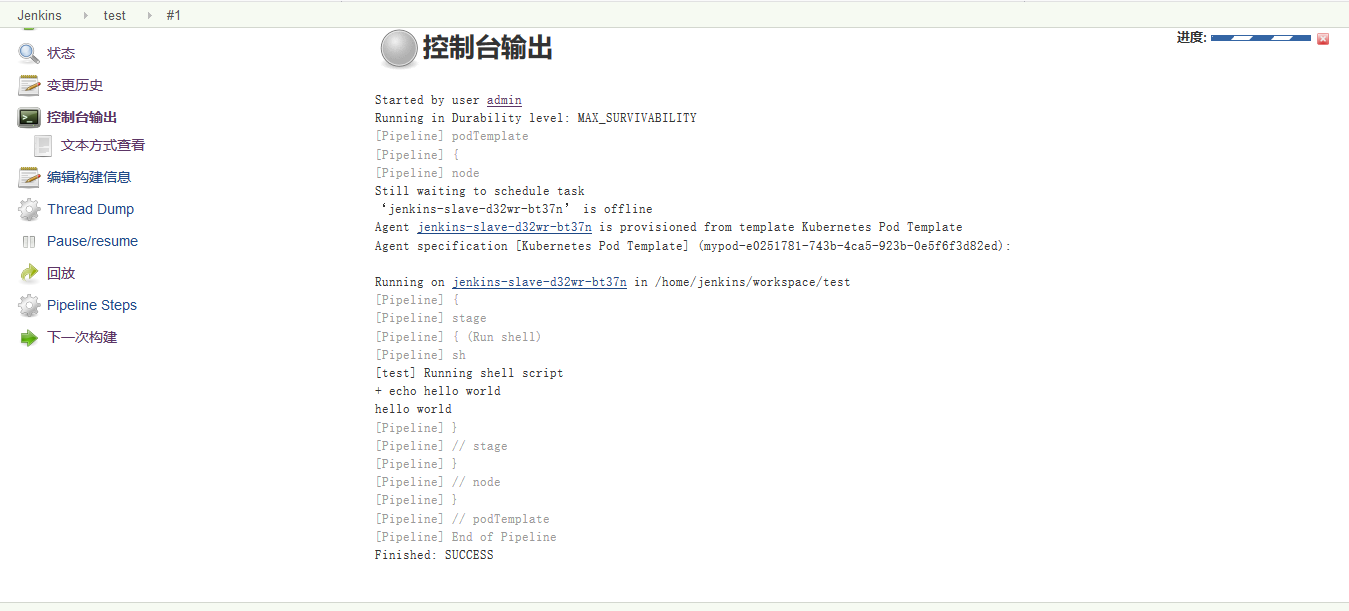 Jenkins test #1
状态
变更历史
控制台输出
文本方式查看
编辑构建信息
Thread Dump
Pause/resume
回放
Pipeline Steps
下一次构建
控制台输出
进度:
Started by user admin
Running in Durability level: MAX_SURVIVABILITY
[Pipeline] podTemplate
[Pipeline] {
[Pipeline] node
Still waiting to schedule task
‘jenkins-slave-d32wr-bt37n’ is offline
Agent jenkins-slave-d32wr-bt37n is provisioned from template Kubernetes Pod Template
Agent specification [Kubernetes Pod Template] (mypod-e0251781-743b-4ca5-923b-0e5f6f3d82ed):
Running on jenkins-slave-d32wr-bt37n in /home/jenkins/workspace/test
[Pipeline] {
[Pipeline] stage
[Pipeline] { (Run shell)
[Pipeline] sh
[test] Running shell script
+ echo hello world
hello world
[Pipeline] }
[Pipeline] // stage
[Pipeline] }
[Pipeline] // node
[Pipeline] }
[Pipeline] // podTemplate
[Pipeline] End of Pipeline
Finished: SUCCESS